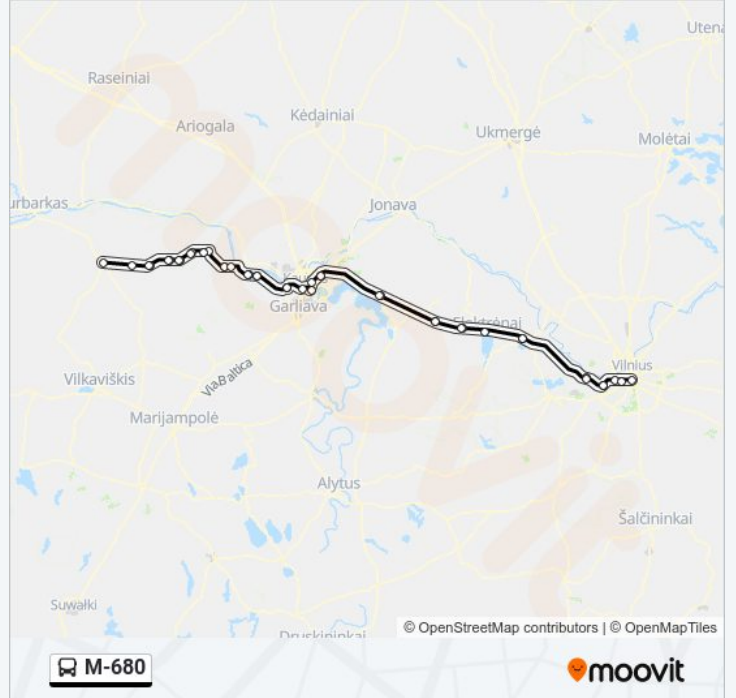 Utena
Raseiniai
Kėdainiai
Ariogala
Ukmergė
Molėtai
urbarkas
Jonava
Garliava
Elektrėnai
Vilnius
Via Baltica
Vilkaviškis
Marijampolė
Alytus
Šalčininkai
Suwałki
Druskininkai
© OpenStreetMap contributors | © OpenMapTiles
M-680
moovit